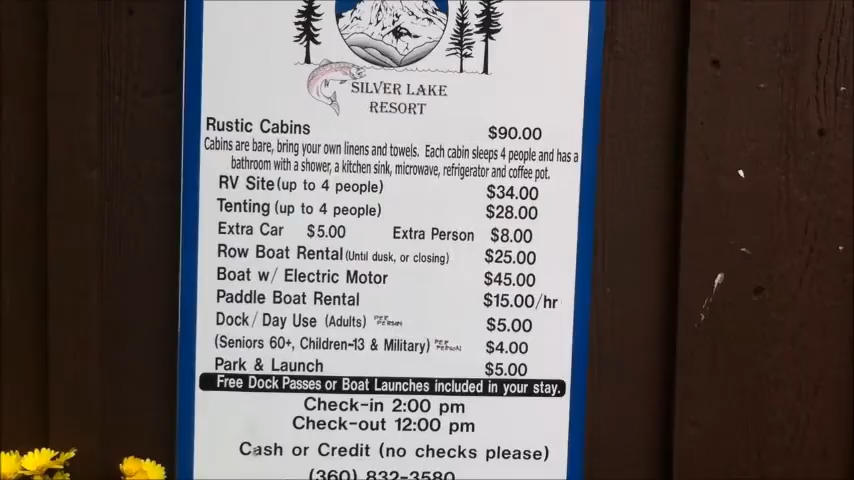 SILVER LAKE
RESORT
Rustic Cabins $90.00
Cabins are bare, bring your own linens and towels. Each cabin sleeps 4 people and has a
bathroom with a shower, a kitchen sink, microwave, refrigerator and coffee pot.
RV Site (up to 4 people) $34.00
Tenting (up to 4 people) $28.00
Extra Car $5.00 Extra Person $8.00
Row Boat Rental (Until dusk, or closing) $25.00
Boat w/ Electric Motor $45.00
Paddle Boat Rental $15.00/hr
Dock/Day Use (Adults) PER PERSON $5.00
(Seniors 60+, Children-13 & Military) PER PERSON $4.00
Park & Launch $5.00
Free Dock Passes or Boat Launches included in your stay.
Check-in 2:00 pm
Check-out 12:00 pm
Cash or Credit (no checks please)
(360) 832-3580